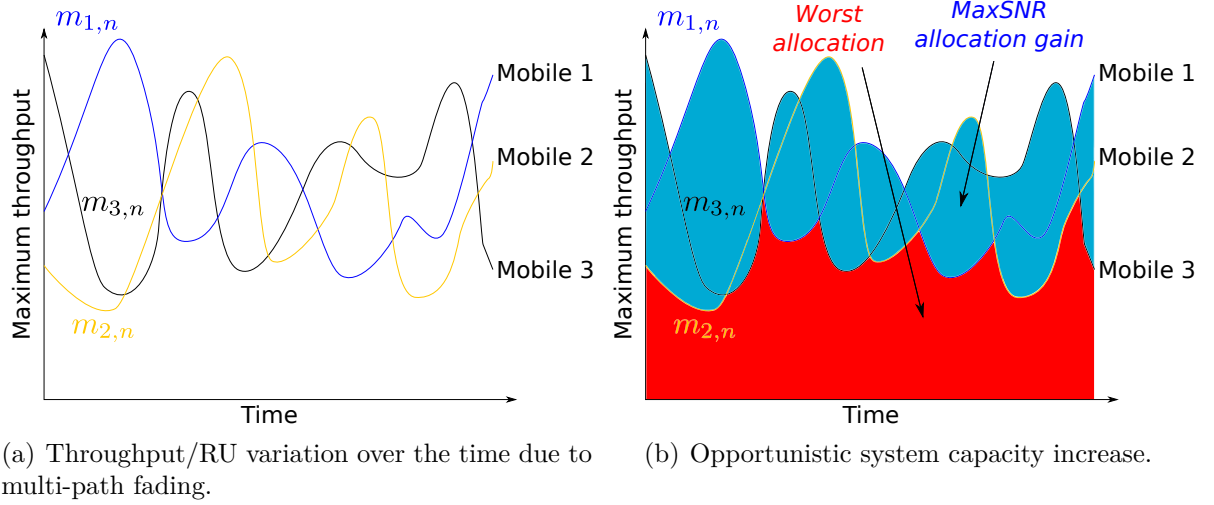 m1,n
Mobile 1
Mobile 2
m3,n
Mobile 3
m2,n
Maximum throughput
Time
(a) Throughput/RU variation over the time due to
multi-path fading.
Worst
allocation
MaxSNR
allocation gain
m1,n
Mobile 1
Mobile 2
m3,n
Mobile 3
m2,n
Maximum throughput
Time
(b) Opportunistic system capacity increase.